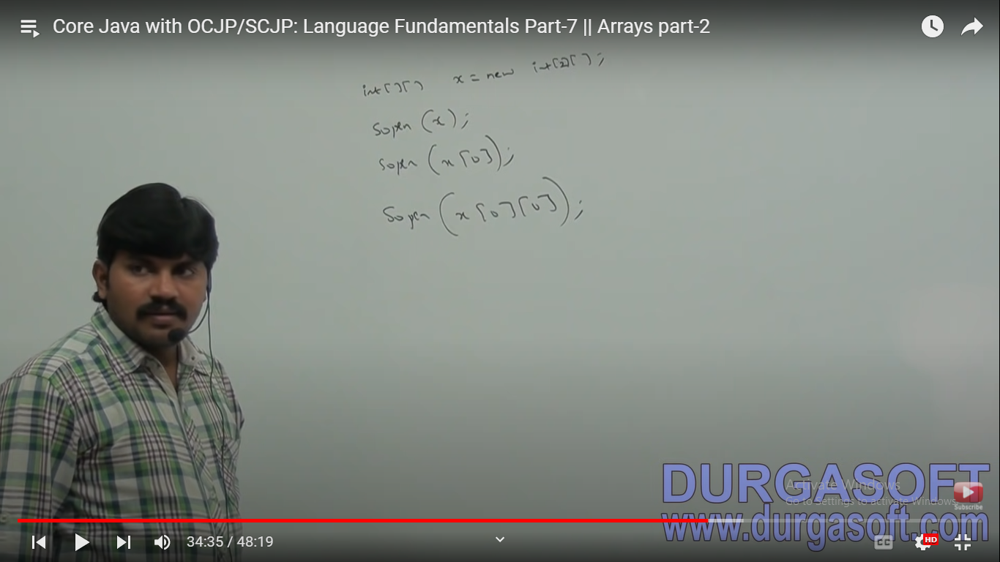 Core Java with OCJP/SCJP: Language Fundamentals Part-7 || Arrays part-2
int[][] x = new int[2][];
Sopln (x);
Sopln (x[0]);
Sopln (x[0][0]);
DURGASOFT
Activate Windows
Go to Settings to activate Windows.
Subscribe
www.durgasoft.com
34:35 / 48:19
CC
HD